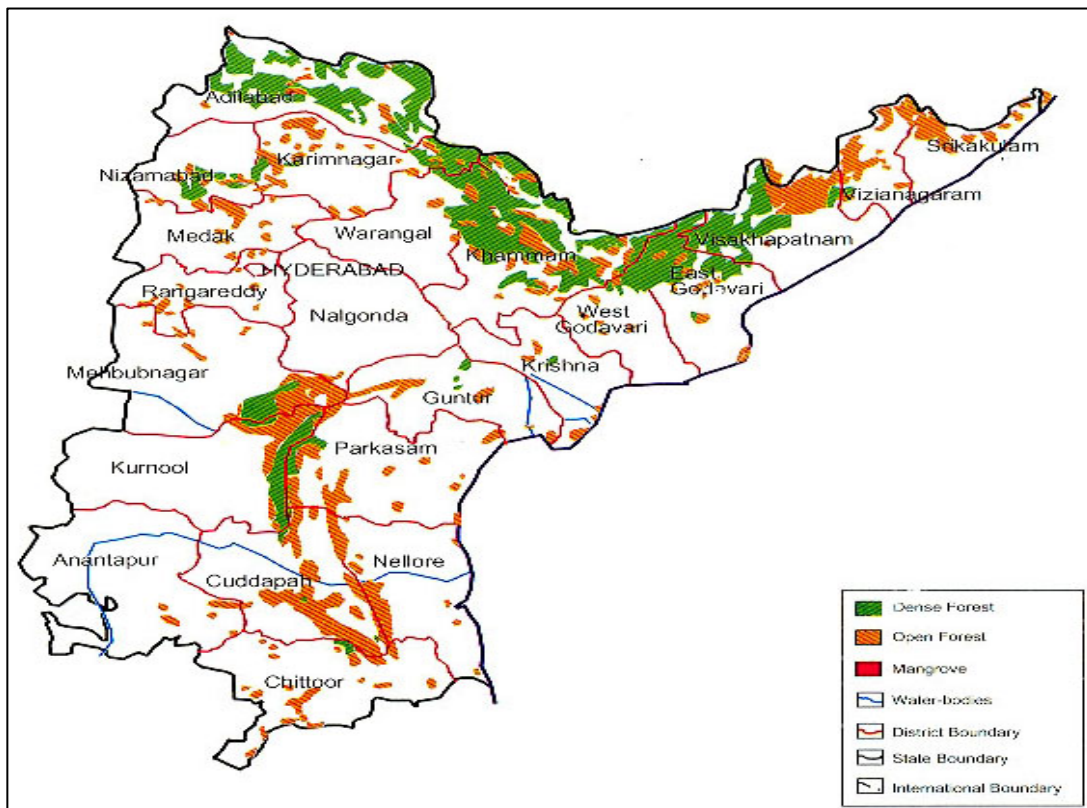 Adilabad
Srikakulam
Karimnagar
Nizamabad
Vizianagaram
Medak
Warangal
Visakhapatnam
Khammam
HYDERABAD
East
Godavari
Rangareddy
West
Godavari
Nalgonda
Krishna
Mehbubnagar
Guntur
Parkasam
Kurnool
Anantapur
Nellore
Cuddapah
Chittoor
Dense Forest
Open Forest
Mangrove
Water-bodies
District Boundary
State Boundary
International Boundary